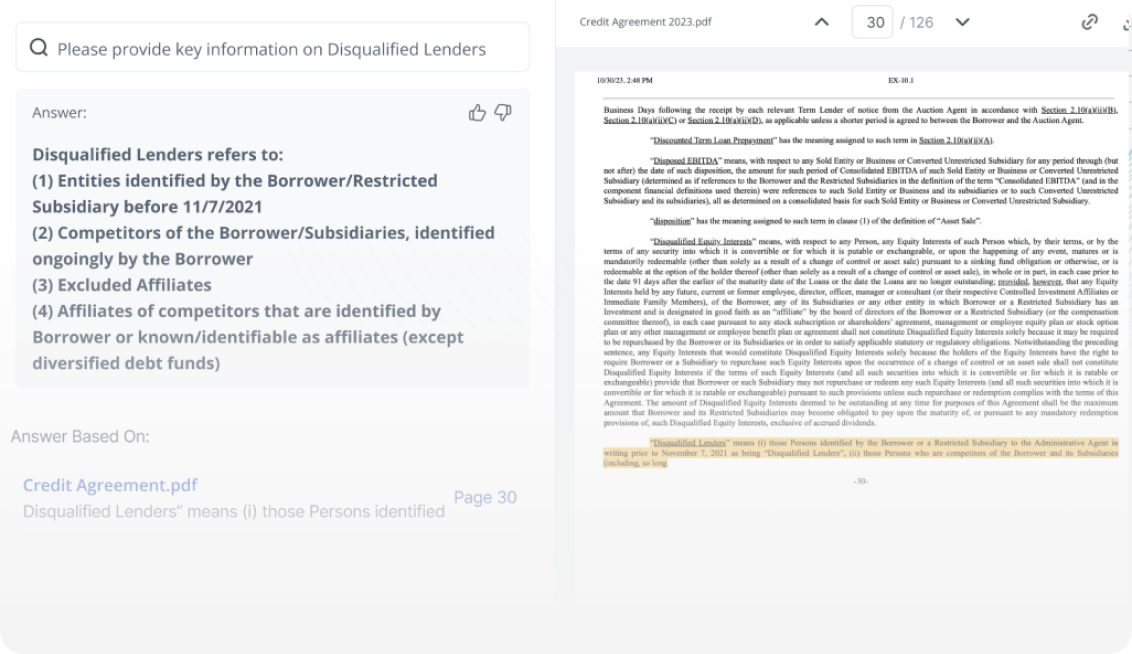 Please provide key information on Disqualified Lenders
Answer:
Disqualified Lenders refers to:
(1) Entities identified by the Borrower/Restricted
Subsidiary before 11/7/2021
(2) Competitors of the Borrower/Subsidiaries, identified
ongoingly by the Borrower
(3) Excluded Affiliates
(4) Affiliates of competitors that are identified by
Borrower or known/identifiable as affiliates (except
diversified debt funds)
Answer Based On:
Credit Agreement.pdf
Page 30
Disqualified Lenders” means (i) those Persons identified
Credit Agreement 2023.pdf
30 / 126
10/30/23, 2:48 PM
EX-10.1
Business Days following the receipt by each relevant Term Lender of notice from the Auction Agent in accordance with Section 2.10(a)(ii)(B),
Section 2.10(a)(ii)(C) or Section 2.10(a)(ii)(D), as applicable unless a shorter period is agreed to between the Borrower and the Auction Agent.
“Discounted Term Loan Prepayment” has the meaning assigned to such term in Section 2.10(a)(ii)(A).
“Disposed EBITDA” means, with respect to any Sold Entity or Business or Converted Unrestricted Subsidiary for any period through (but
not after) the date of such disposition, the amount for such period of Consolidated EBITDA of such Sold Entity or Business or Converted Unrestricted
Subsidiary (determined as if references to the Borrower and the Restricted Subsidiaries in the definition of the term “Consolidated EBITDA” (and in the
component financial definitions used therein) were references to such Sold Entity or Business and its subsidiaries or to such Converted Unrestricted
Subsidiary and its subsidiaries), all as determined on a consolidated basis for such Sold Entity or Business or Converted Unrestricted Subsidiary.
“disposition” has the meaning assigned to such term in clause (1) of the definition of “Asset Sale”.
“Disqualified Equity Interests” means, with respect to any Person, any Equity Interests of such Person which, by their terms, or by the
terms of any security into which it is convertible or for which it is putable or exchangeable, or upon the happening of any event, matures or is
mandatorily redeemable (other than solely as a result of a change of control or asset sale) pursuant to a sinking fund obligation or otherwise, or is
redeemable at the option of the holder thereof (other than solely as a result of a change of control or asset sale), in whole or in part, in each case prior to
the date 91 days after the earlier of the maturity date of the Loans or the date the Loans are no longer outstanding; provided, however, that any Equity
Interests held by any future, current or former employee, director, officer, manager or consultant (or their respective Controlled Investment Affiliates or
Immediate Family Members), of the Borrower, any of its Subsidiaries or any other entity in which Borrower or a Restricted Subsidiary has an
Investment and is designated in good faith as an “affiliate” by the board of directors of the Borrower or a Restricted Subsidiary (or the compensation
committee thereof), in each case pursuant to any stock subscription or shareholders’ agreement, management or employee equity plan or stock option
plan or any other management or employee benefit plan or agreement shall not constitute Disqualified Equity Interests solely because it may be required
to be repurchased by the Borrower or its Subsidiaries or in order to satisfy applicable statutory or regulatory obligations. Notwithstanding the preceding
sentence, any Equity Interests that would constitute Disqualified Equity Interests solely because the holders of the Equity Interests have the right to
require Borrower or a Subsidiary to repurchase such Equity Interests upon the occurrence of a change of control or an asset sale shall not constitute
Disqualified Equity Interests if the terms of such Equity Interests (and all such securities into which it is convertible or for which it is ratable or
exchangeable) provide that Borrower or such Subsidiary may not repurchase or redeem any such Equity Interests (and all such securities into which it is
convertible or for which it is ratable or exchangeable) pursuant to such provisions unless such repurchase or redemption complies with the terms of this
Agreement. The amount of Disqualified Equity Interests deemed to be outstanding at any time for purposes of this Agreement shall be the maximum
amount that Borrower and its Restricted Subsidiaries may become obligated to pay upon the maturity of, or pursuant to any mandatory redemption
provisions of, such Disqualified Equity Interests, exclusive of accrued dividends.
“Disqualified Lenders” means (i) those Persons identified by the Borrower or a Restricted Subsidiary to the Administrative Agent in
writing prior to November 7, 2021 as being “Disqualified Lenders”, (ii) those Persons who are competitors of the Borrower and its Subsidiaries
(including, so long
-30-